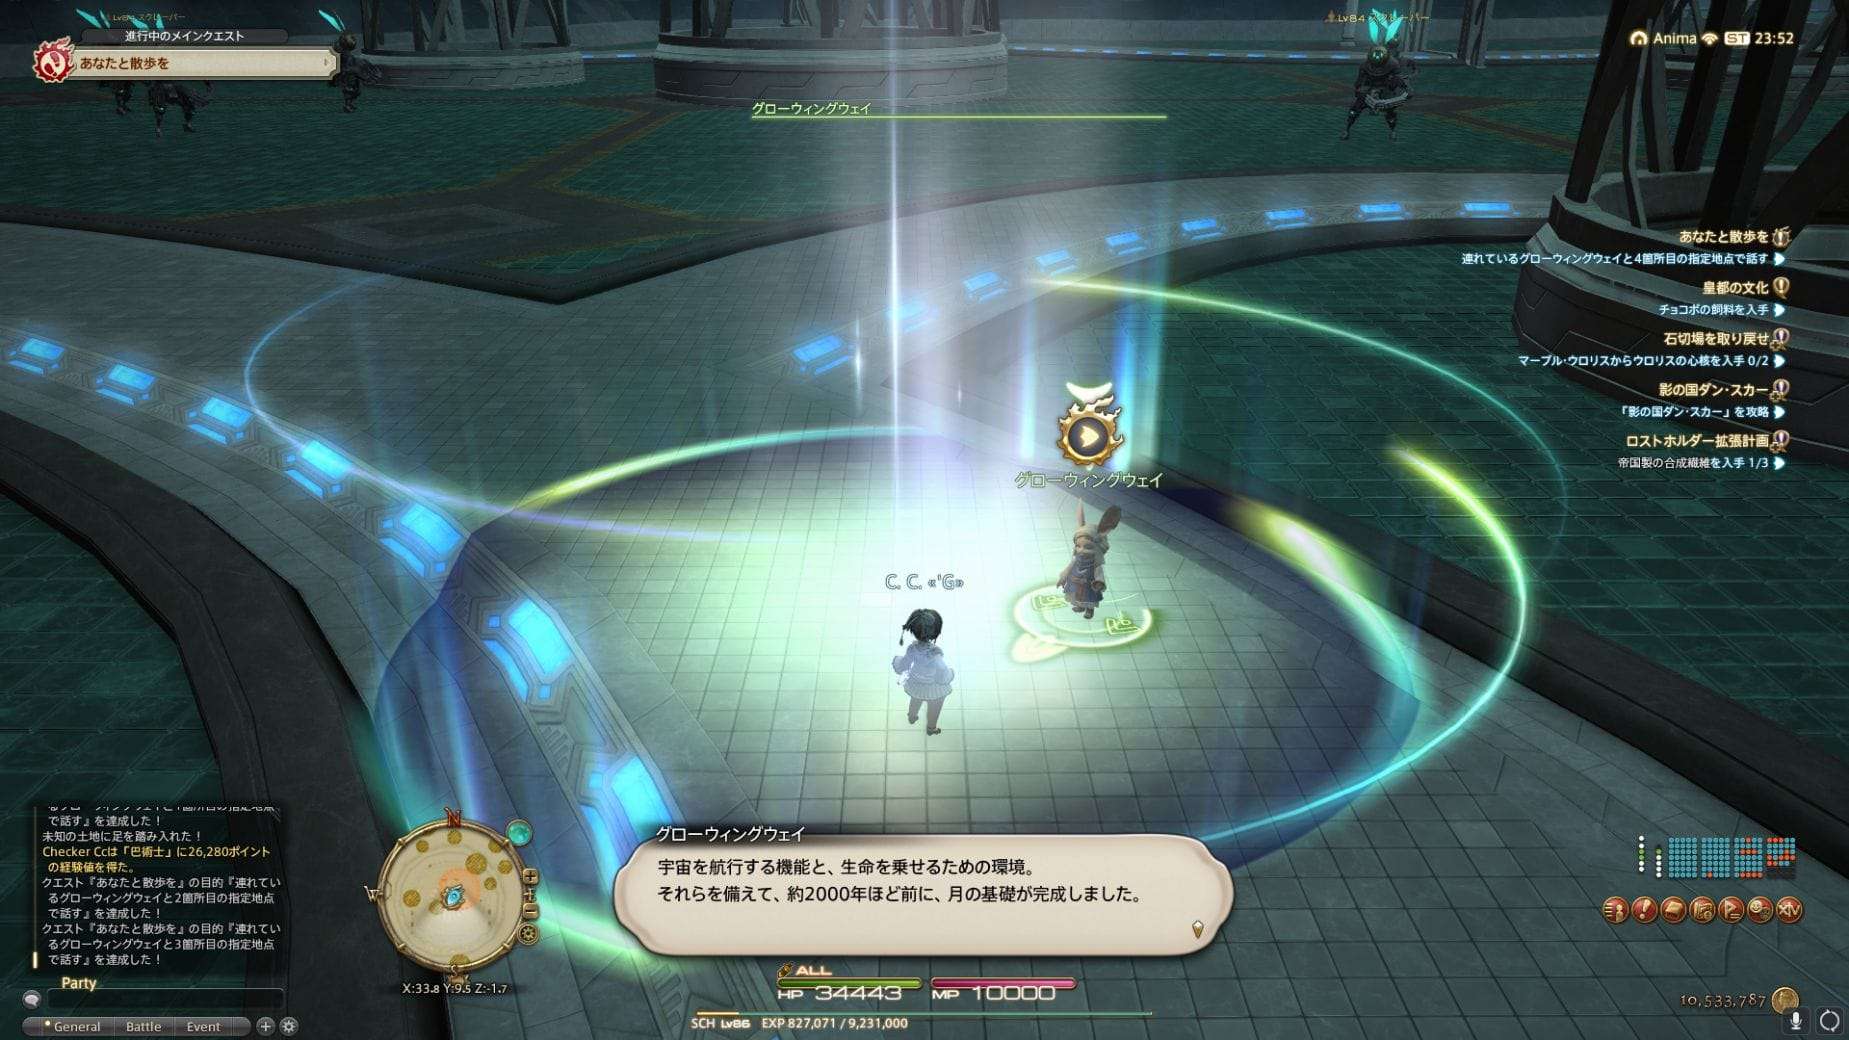 進行中のメインクエスト
あなたと散歩を
グローウィングウェイ
Lv84
Anima ST 23:52
あなたと散歩を
連れているグローウィングウェイと4箇所目の指定地点で話す
皇都の文化
チョコボの飼料を入手
石切場を取り戻せ
マーブル・ウロリスからウロリスの心核を入手 0/2
影の国ダン・スカー
「影の国ダン・スカー」を攻略
ロストホルダー拡張計画
帝国製の合成繊維を入手 1/3
グローウィングウェイ
C. C. «'G»
で話す』を達成した！
未知の土地に足を踏み入れた！
Checker Ccは「巴術士」に26,280ポイント
の経験値を得た。
クエスト『あなたと散歩を』の目的『連れてい
るグローウィングウェイと2箇所目の指定地点
で話す』を達成した！
クエスト『あなたと散歩を』の目的『連れてい
るグローウィングウェイと3箇所目の指定地点
で話す』を達成した！
Party
General Battle Event
N
W
S
X:33.8 Y:9.5 Z:-1.7
グローウィングウェイ
宇宙を航行する機能と、生命を乗せるための環境。
それらを備えて、約2000年ほど前に、月の基礎が完成しました。
ALL
HP 34443 MP 10000
SCH Lv86 EXP 827,071 / 9,231,000
XIV
10,533,787